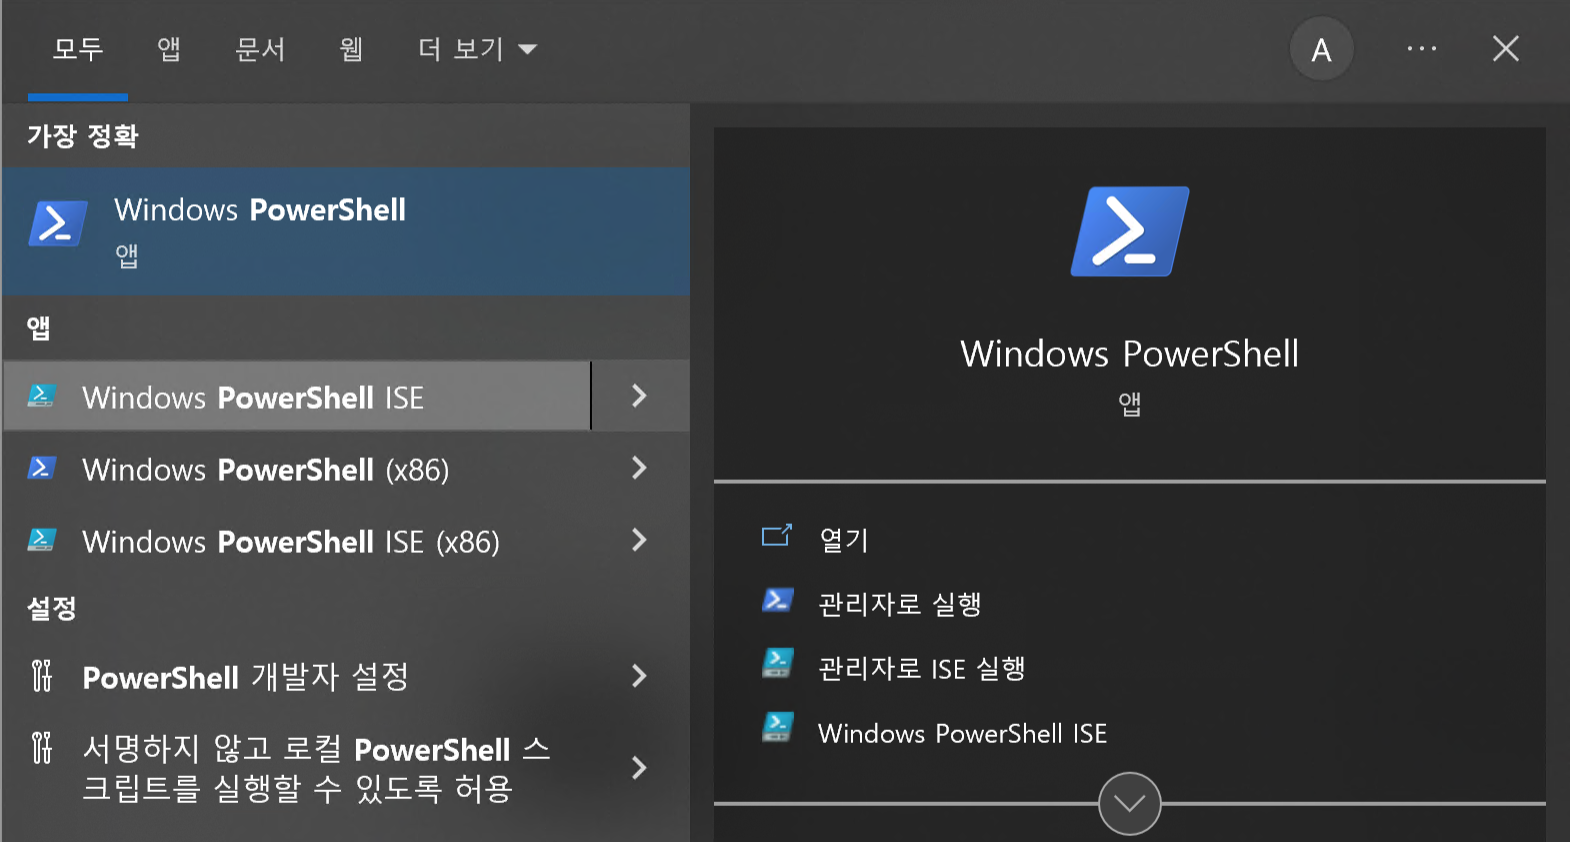 모두 앱 문서 웹 더 보기 A
가장 정확
Windows PowerShell
앱
앱
Windows PowerShell ISE
Windows PowerShell (x86)
Windows PowerShell ISE (x86)
설정
PowerShell 개발자 설정
서명하지 않고 로컬 PowerShell 스
크립트를 실행할 수 있도록 허용
Windows PowerShell
앱
열기
관리자로 실행
관리자로 ISE 실행
Windows PowerShell ISE